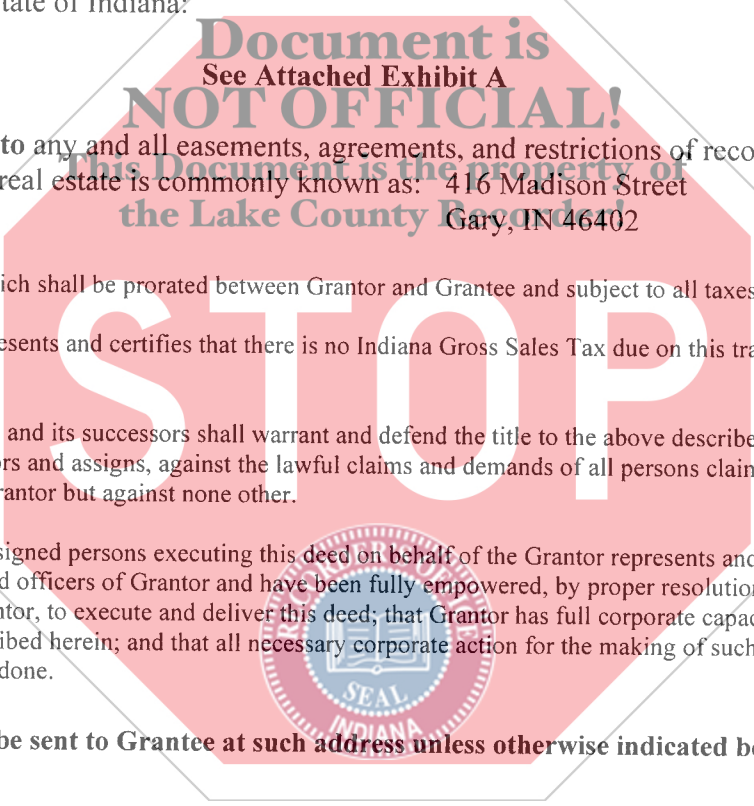 tate of Indiana:
Document is
See Attached Exhibit A
NOT OFFICIAL!
to any and all easements, agreements, and restrictions of reco
This Document is the property of
real estate is commonly known as: 416 Madison Street
the Lake County Recorder!
Gary, IN 46402
ich shall be prorated between Grantor and Grantee and subject to all taxes
STOP
esents and certifies that there is no Indiana Gross Sales Tax due on this tra
and its successors shall warrant and defend the title to the above describe
ors and assigns, against the lawful claims and demands of all persons claim
rantor but against none other.
signed persons executing this deed on behalf of the Grantor represents and
d officers of Grantor and have been fully empowered, by proper resolution
ntor, to execute and deliver this deed; that Grantor has full corporate capac
ibed herein; and that all necessary corporate action for the making of such
done.
SEAL
INDIANA
be sent to Grantee at such address unless otherwise indicated be